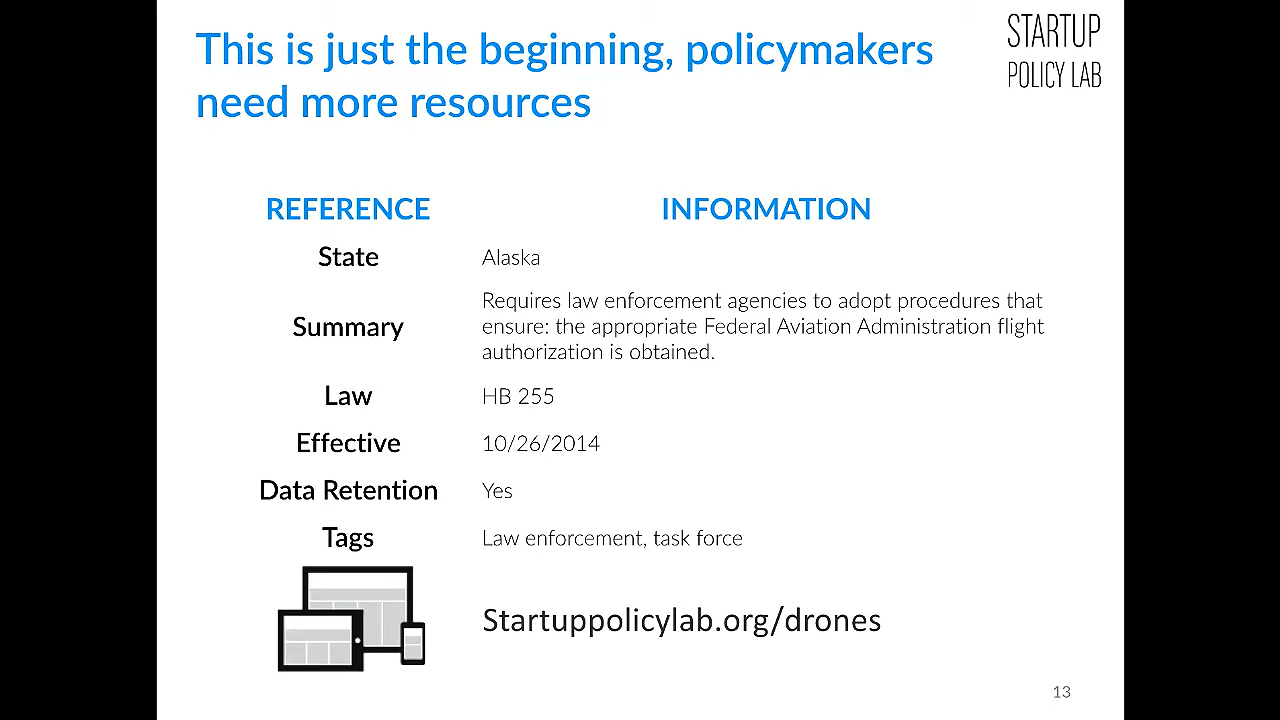 This is just the beginning, policymakers
need more resources
STARTUP
POLICY LAB
REFERENCE
INFORMATION
State
Alaska
Summary
Requires law enforcement agencies to adopt procedures that
ensure: the appropriate Federal Aviation Administration flight
authorization is obtained.
Law
HB 255
Effective
10/26/2014
Data Retention
Yes
Tags
Law enforcement, task force
Startuppolicylab.org/drones
13